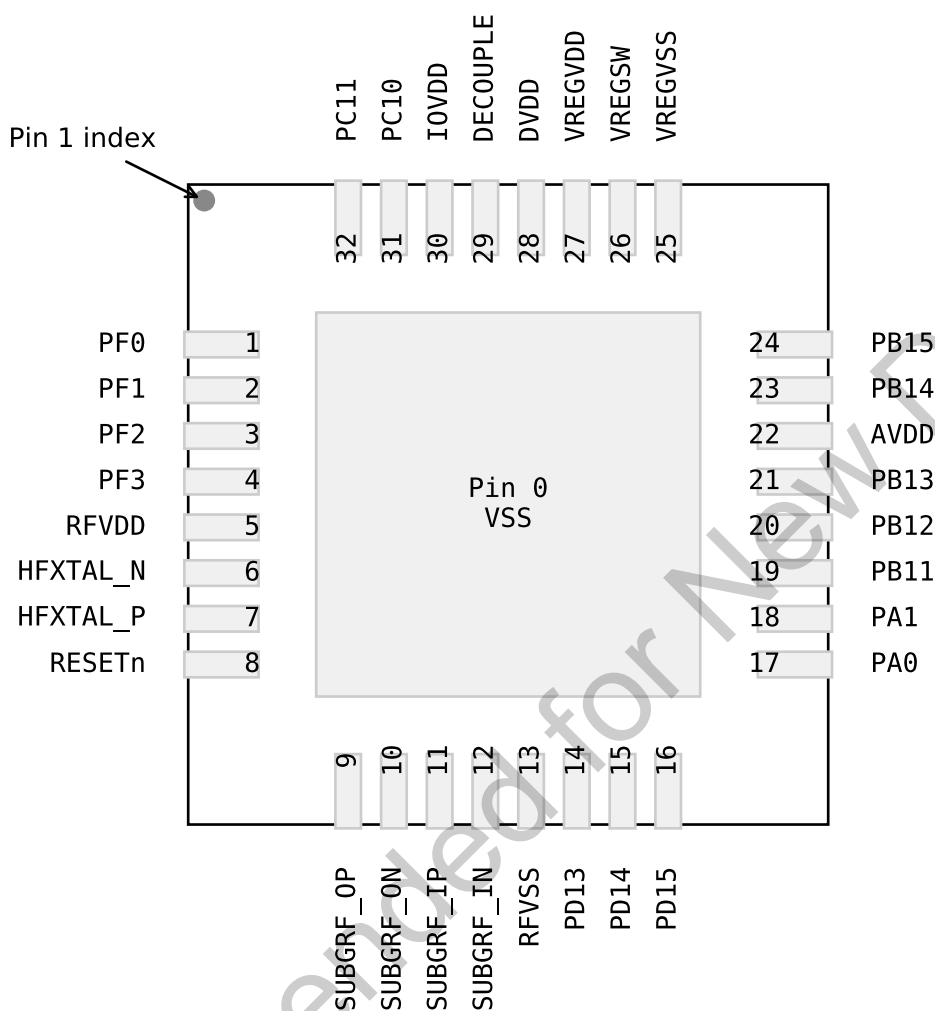 PC11
PC10
IOVDD
DECOUPLE
DVDD
VREGVDD
VREGSW
VREGVSS
Pin 1 index
32
31
30
29
28
27
26
25
PF0 1
PF1 2
PF2 3
PF3 4
RFVDD 5
HFXTAL_N 6
HFXTAL_P 7
RESETn 8
Pin 0
VSS
24 PB15
23 PB14
22 AVDD
21 PB13
20 PB12
19 PB11
18 PA1
17 PA0
9
10
11
12
13
14
15
16
SUBGRF_OP
SUBGRF_ON
SUBGRF_IP
SUBGRF_IN
RFVSS
PD13
PD14
PD15
ended for New